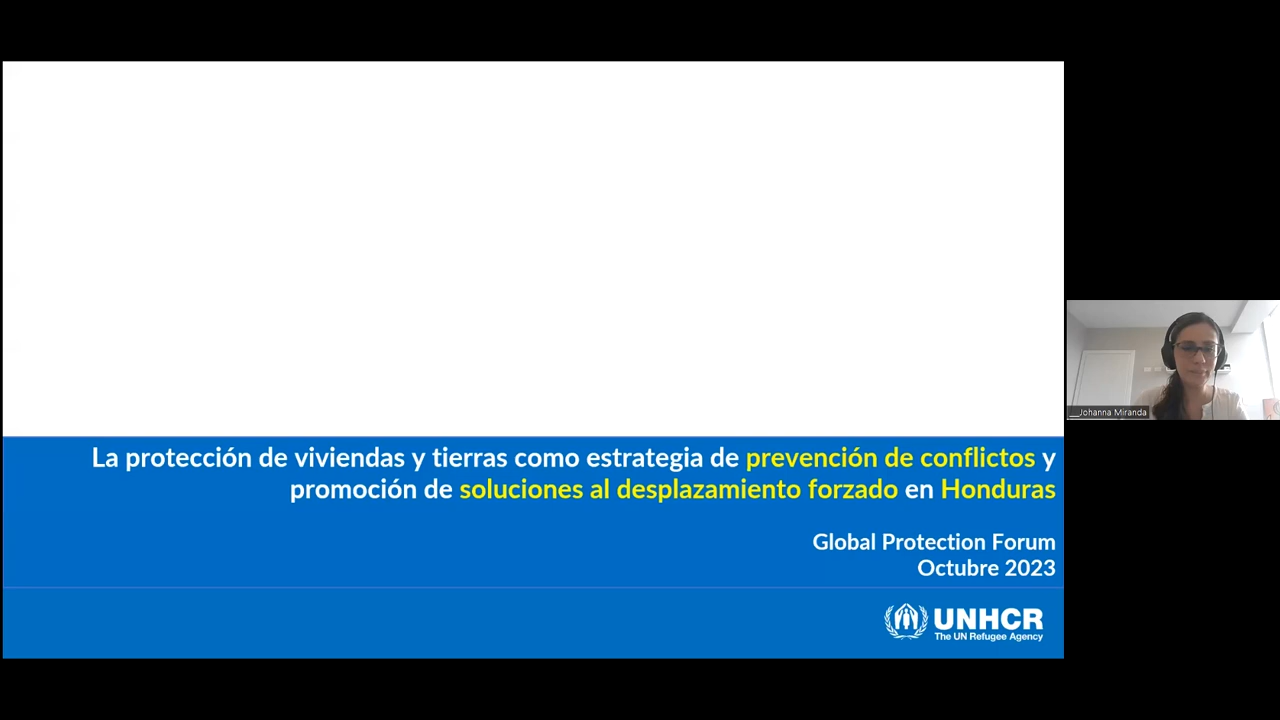 La protección de viviendas y tierras como estrategia de prevención de conflictos y
promoción de soluciones al desplazamiento forzado en Honduras
Global Protection Forum
Octubre 2023
UNHCR
The UN Refugee Agency
__Johanna Miranda